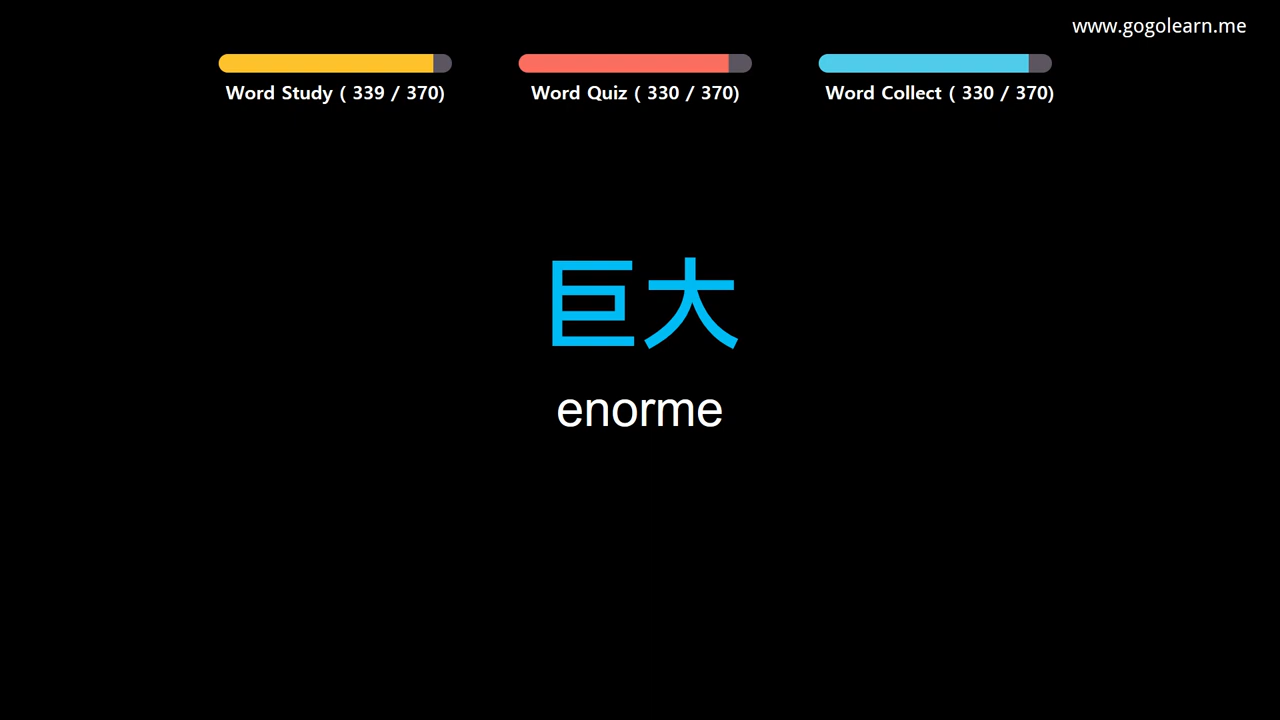 www.gogolearn.me
Word Study ( 339 / 370)
Word Quiz ( 330 / 370)
Word Collect ( 330 / 370)
巨大
enorme